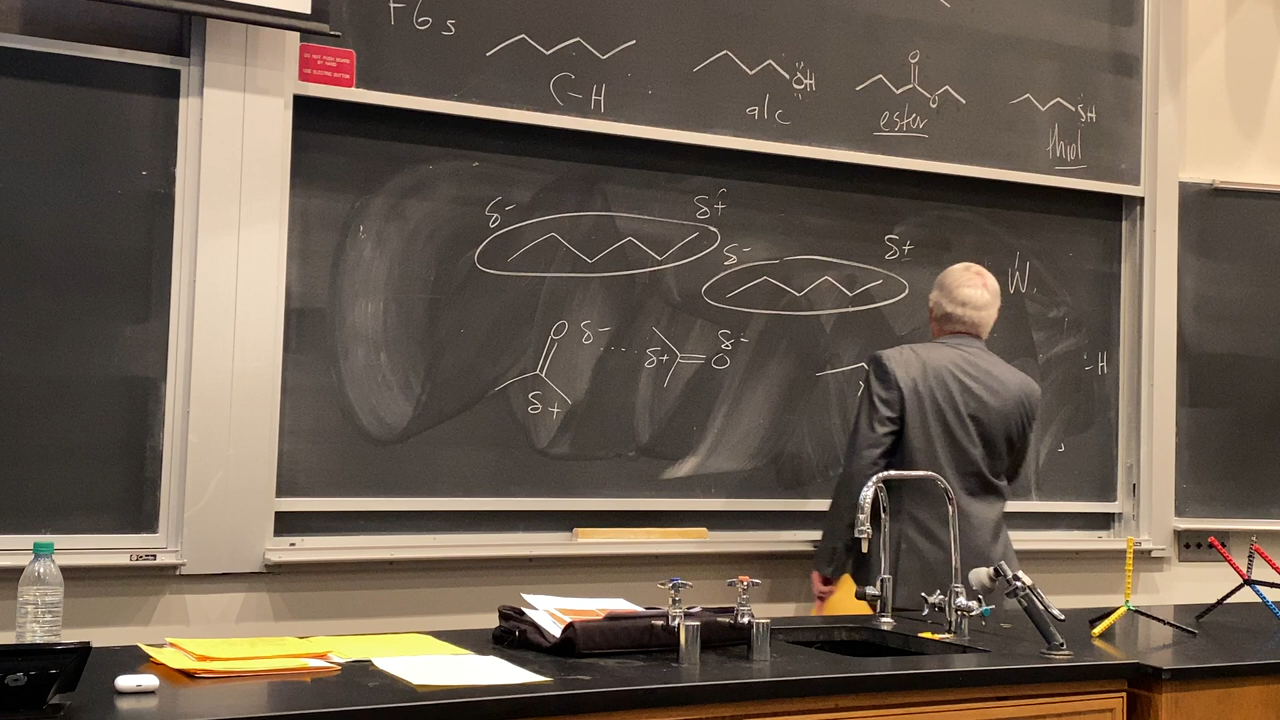 FGs
C-H
OH
alc
O
O
ester
SH
thiol
DO NOT PUSH BOARD
BY HAND
USE ELECTRIC BUTTON
δ- δ+
δ- δ+
W.
O δ-
δ+
δ+ O δ-
-H